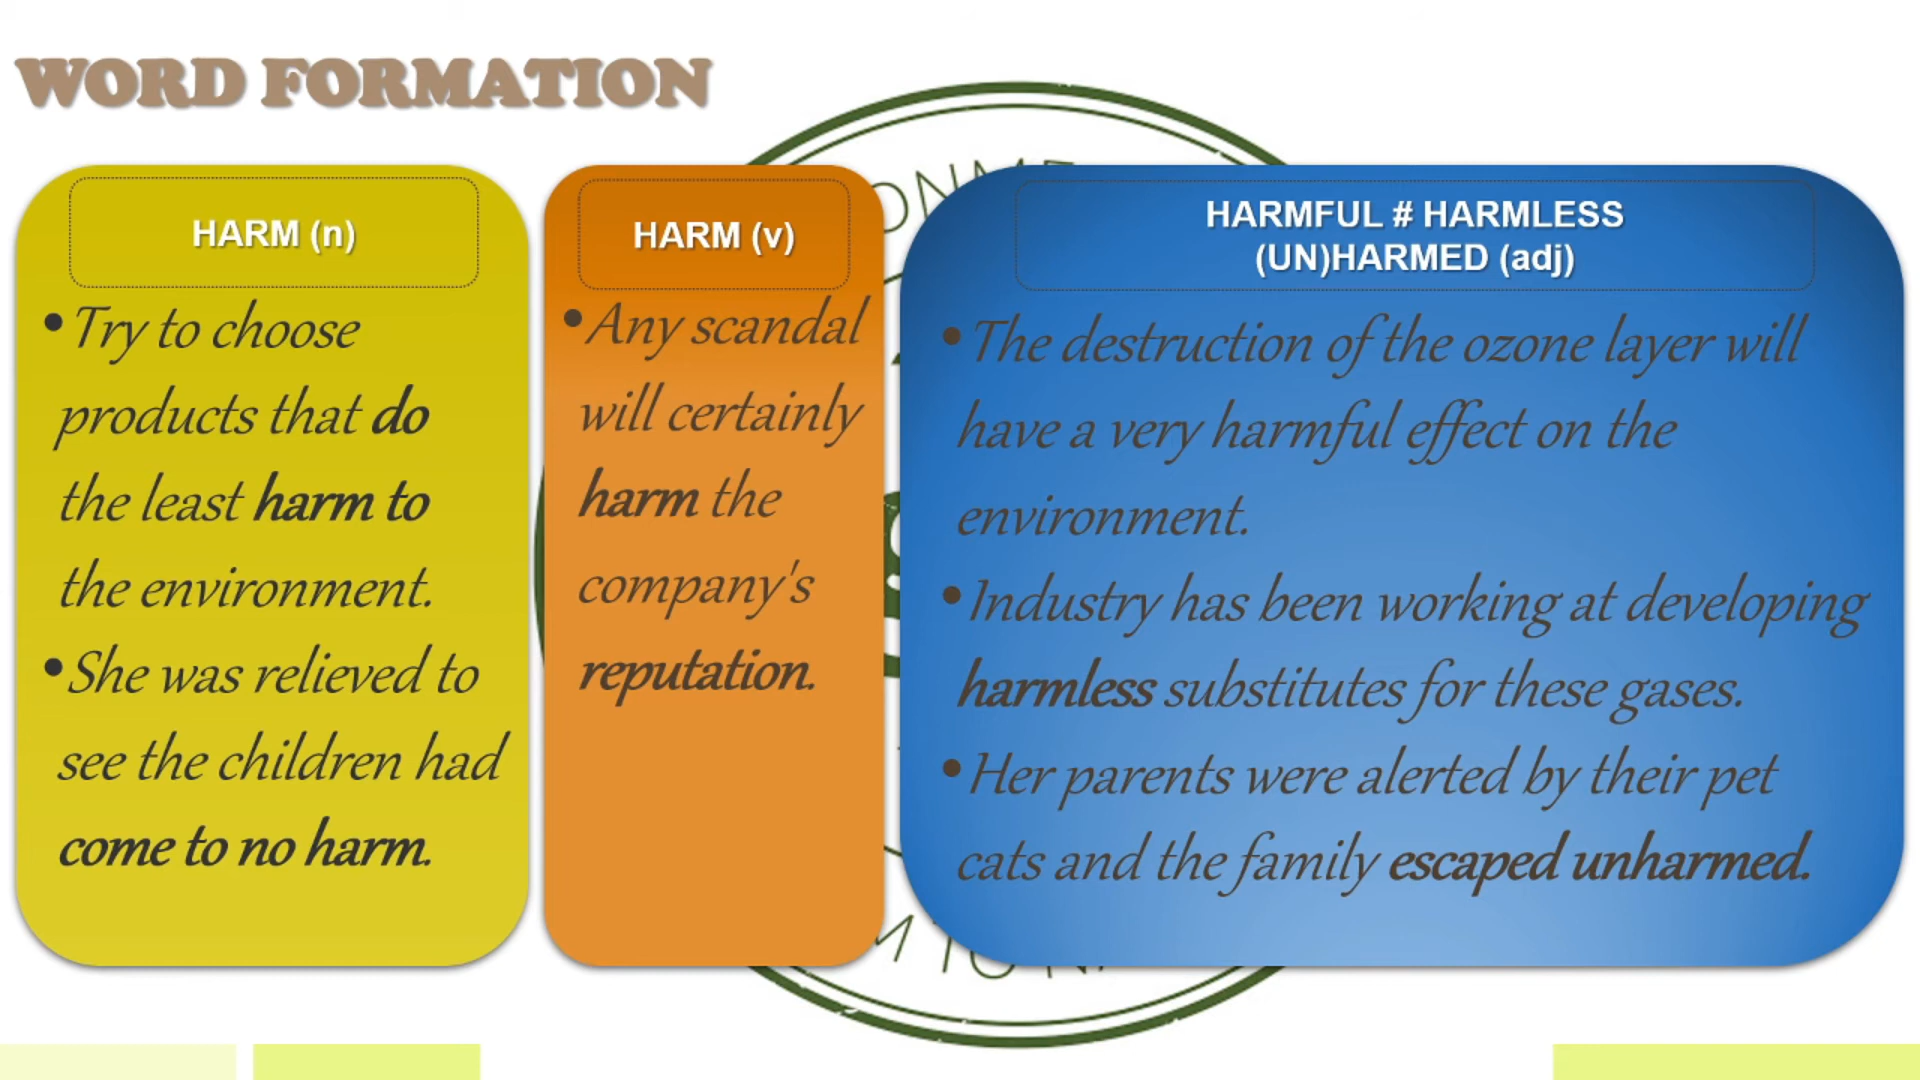 WORD FORMATION
HARM (n)
•Try to choose
products that do
the least harm to
the environment.
•She was relieved to
see the children had
come to no harm.
HARM (v)
•Any scandal
will certainly
harm the
company's
reputation.
HARMFUL # HARMLESS
(UN)HARMED (adj)
•The destruction of the ozone layer will
have a very harmful effect on the
environment.
•Industry has been working at developing
harmless substitutes for these gases.
•Her parents were alerted by their pet
cats and the family escaped unharmed.